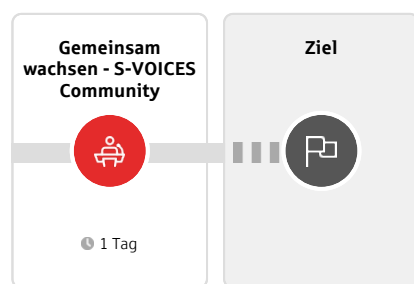 Gemeinsam
wachsen - S-VOICES
Community
1 Tag
Ziel